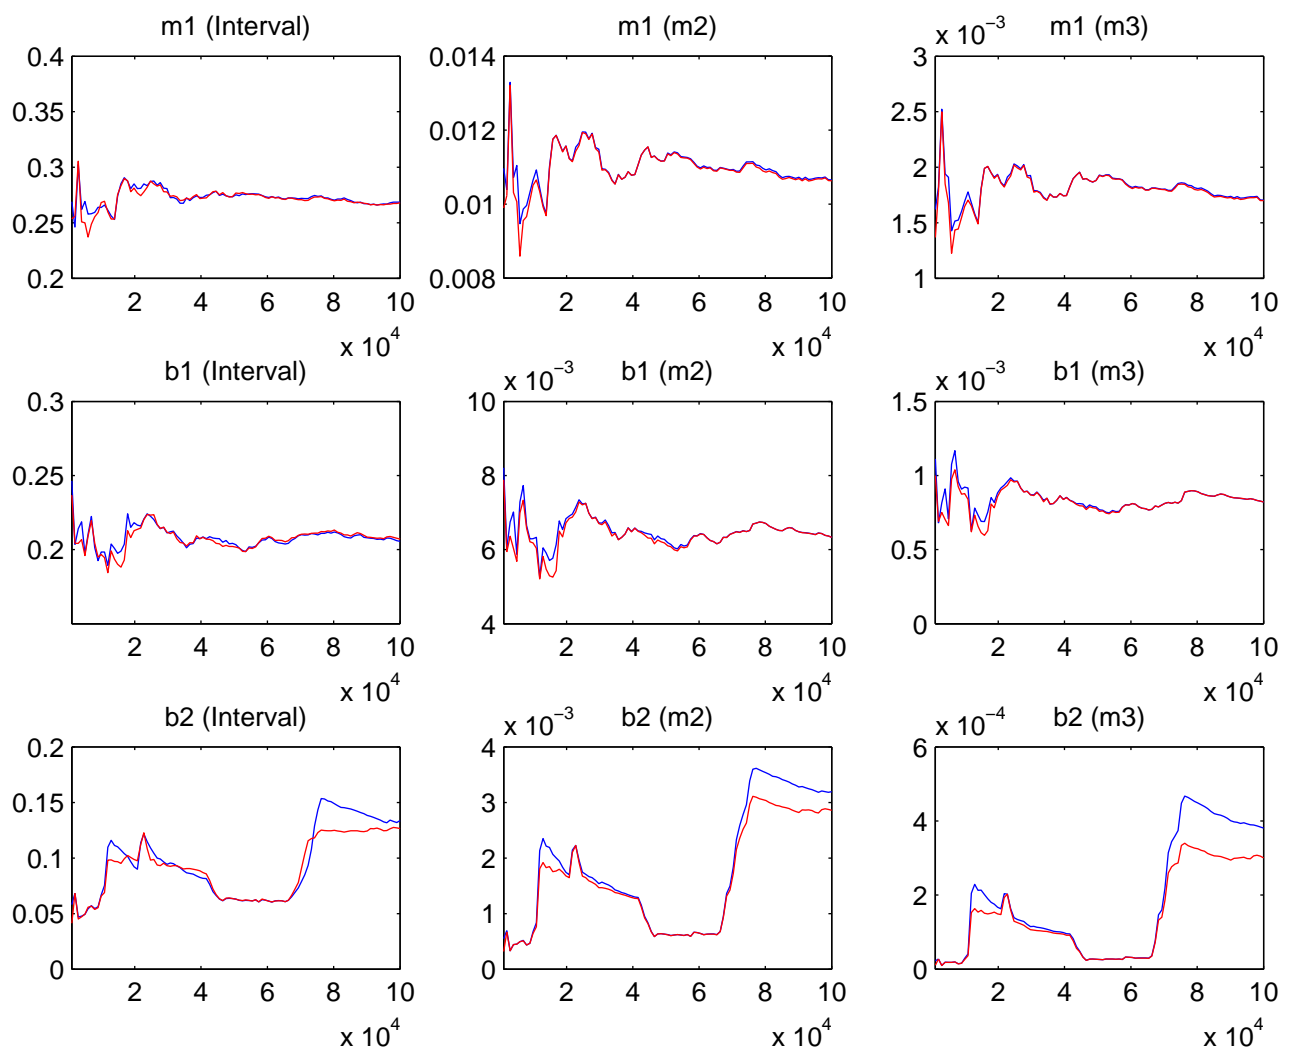 m1 (Interval)
0.4
0.35
0.3
0.25
0.2
2 4 6 8 10
x 10^4
m1 (m2)
0.014
0.012
0.01
0.008
2 4 6 8 10
x 10^4
x 10^−3 m1 (m3)
3
2.5
2
1.5
1
2 4 6 8 10
x 10^4
b1 (Interval)
0.3
0.25
0.2
2 4 6 8 10
x 10^4
x 10^−3 b1 (m2)
10
8
6
4
2 4 6 8 10
x 10^4
x 10^−3 b1 (m3)
1.5
1
0.5
0
2 4 6 8 10
x 10^4
b2 (Interval)
0.2
0.15
0.1
0.05
0
2 4 6 8 10
x 10^4
x 10^−3 b2 (m2)
4
3
2
1
0
2 4 6 8 10
x 10^4
x 10^−4 b2 (m3)
6
4
2
0
2 4 6 8 10
x 10^4